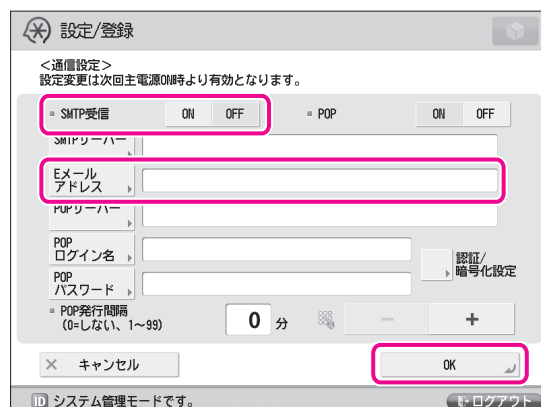 設定/登録
＜通信設定＞
設定変更は次回主電源ON時より有効となります。
SMTP受信 ON OFF POP ON OFF
SMTPサーバー
Eメール
アドレス
POPサーバー
POP
ログイン名
認証/
暗号化設定
POP
パスワード
POP発行間隔
(0=しない、1～99) 0 分 － ＋
× キャンセル OK
ID システム管理モードです。 ログアウト